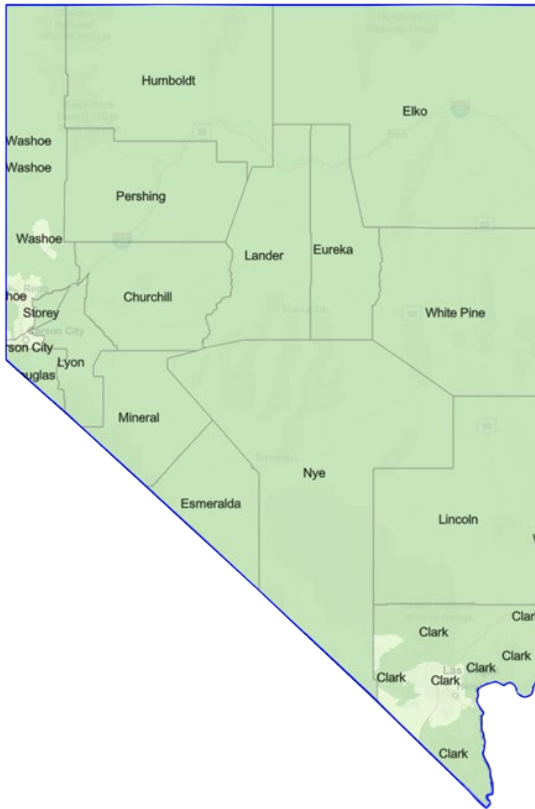 Humboldt
Elko
Washoe
Washoe
Pershing
Washoe
Lander
Eureka
hoe
Churchill
Storey
White Pine
rson City
Lyon
uglas
Mineral
Nye
Esmeralda
Lincoln
Clar
Clark
Clark
Clark
Clark
Clark
Clark